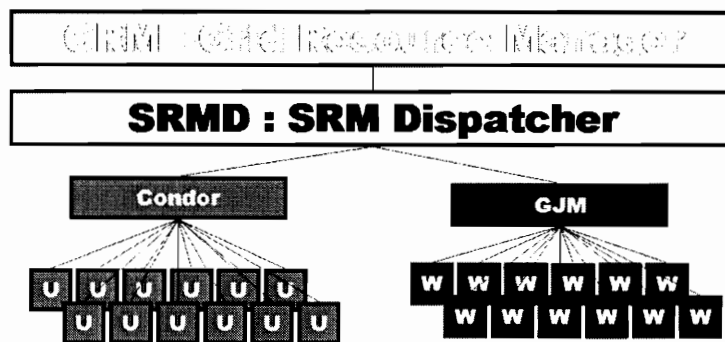 GRM : Grid Resource Manager
SRMD : SRM Dispatcher
Condor
U U U U U U
U U U U U U
GJM
W W W W W W
W W W W W W